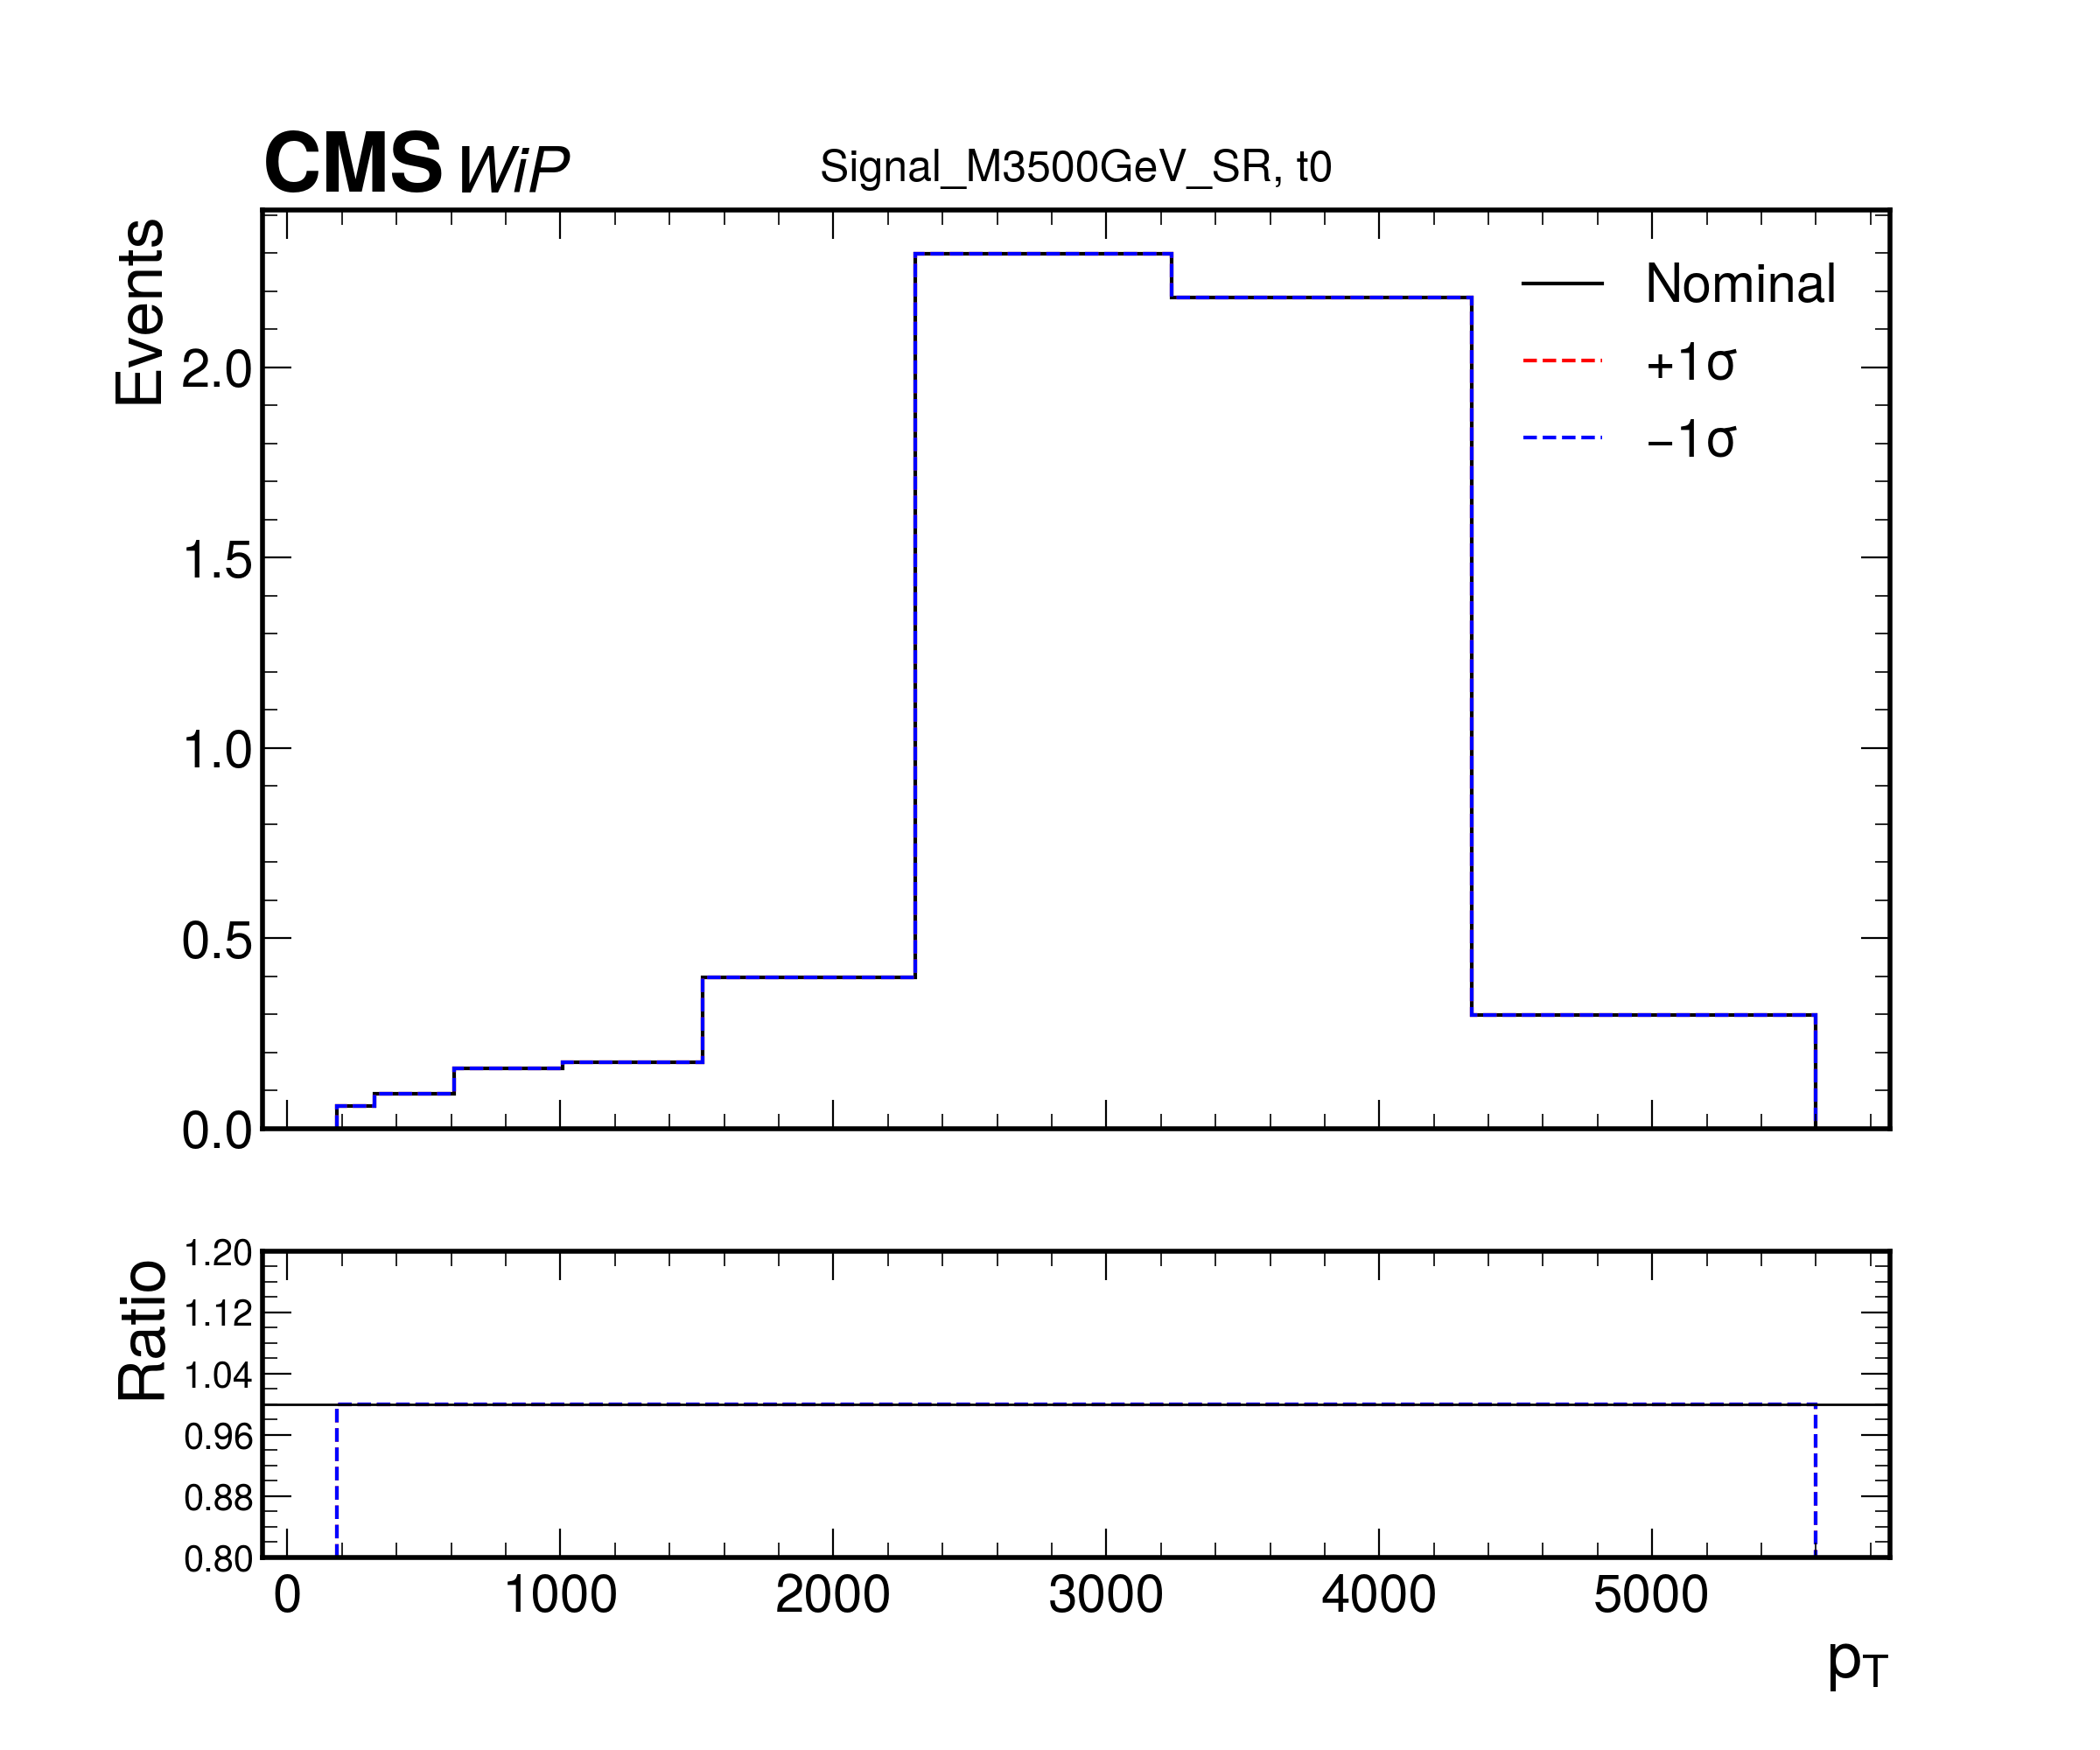 CMS WiP
Signal_M3500GeV_SR, t0
Events
2.0
1.5
1.0
0.5
0.0
Nominal
+1σ
−1σ
Ratio
1.20
1.12
1.04
0.96
0.88
0.80
0 1000 2000 3000 4000 5000
pT